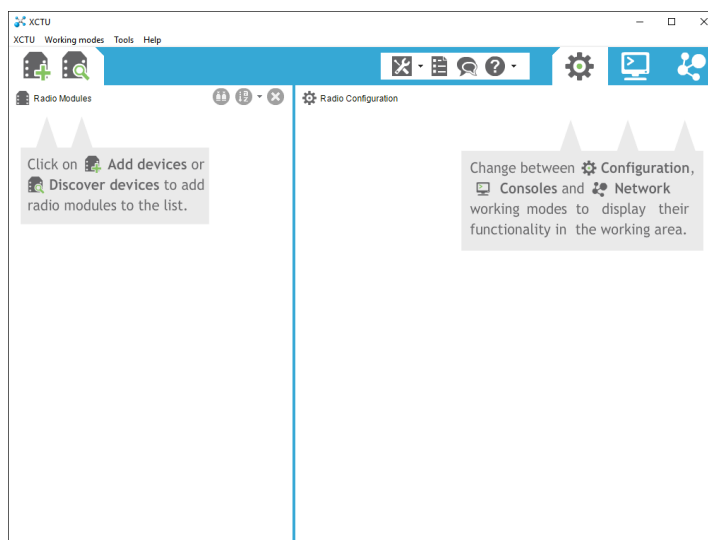 XCTU
XCTU Working modes Tools Help
Radio Modules
Radio Configuration
Click on Add devices or
Discover devices to add
radio modules to the list.
Change between Configuration,
Consoles and Network
working modes to display their
functionality in the working area.